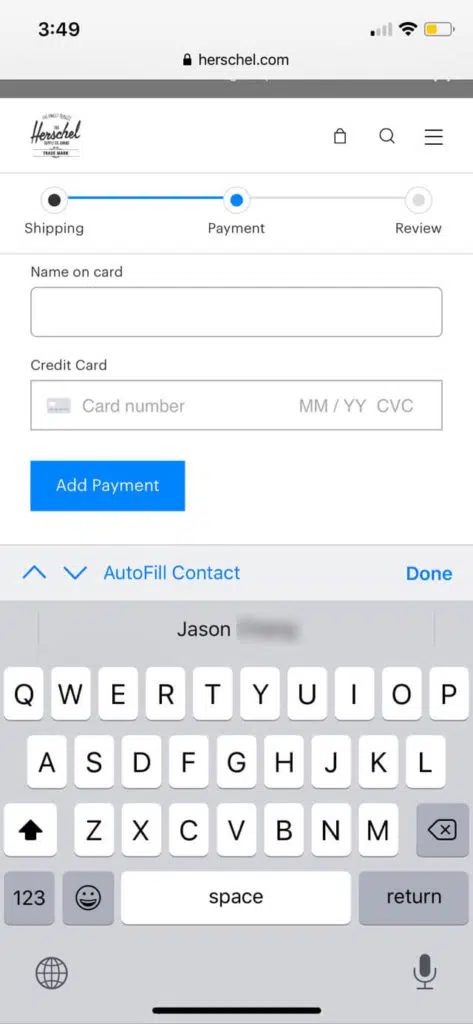 3:49
herschel.com
Herschel
SUPPLY CO. BRAND
TRADE MARK
Shipping Payment Review
Name on card
Credit Card
Card number MM / YY CVC
Add Payment
AutoFill Contact Done
Jason
Q W E R T Y U I O P
A S D F G H J K L
Z X C V B N M
123 space return